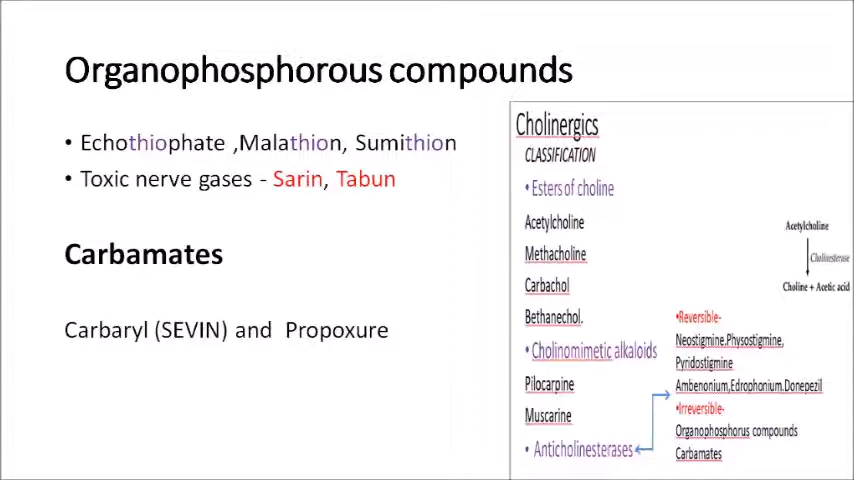 Organophosphorous compounds
• Echothiophate ,Malathion, Sumithion
• Toxic nerve gases - Sarin, Tabun
Carbamates
Carbaryl (SEVIN) and Propoxure
Cholinergics
CLASSIFICATION
• Esters of choline
Acetylcholine
Methacholine
Carbachol
Bethanechol.
• Cholinomimetic alkaloids
Pilocarpine
Muscarine
• Anticholinesterases
Acetylcholine
Cholinesterase
Choline + Acetic acid
•Reversible-
Neostigmine.Physostigmine,
Pyridostigmine
Ambenonium,Edrophonium.Donepezil
•Irreversible-
Organophosphorus compounds
Carbamates